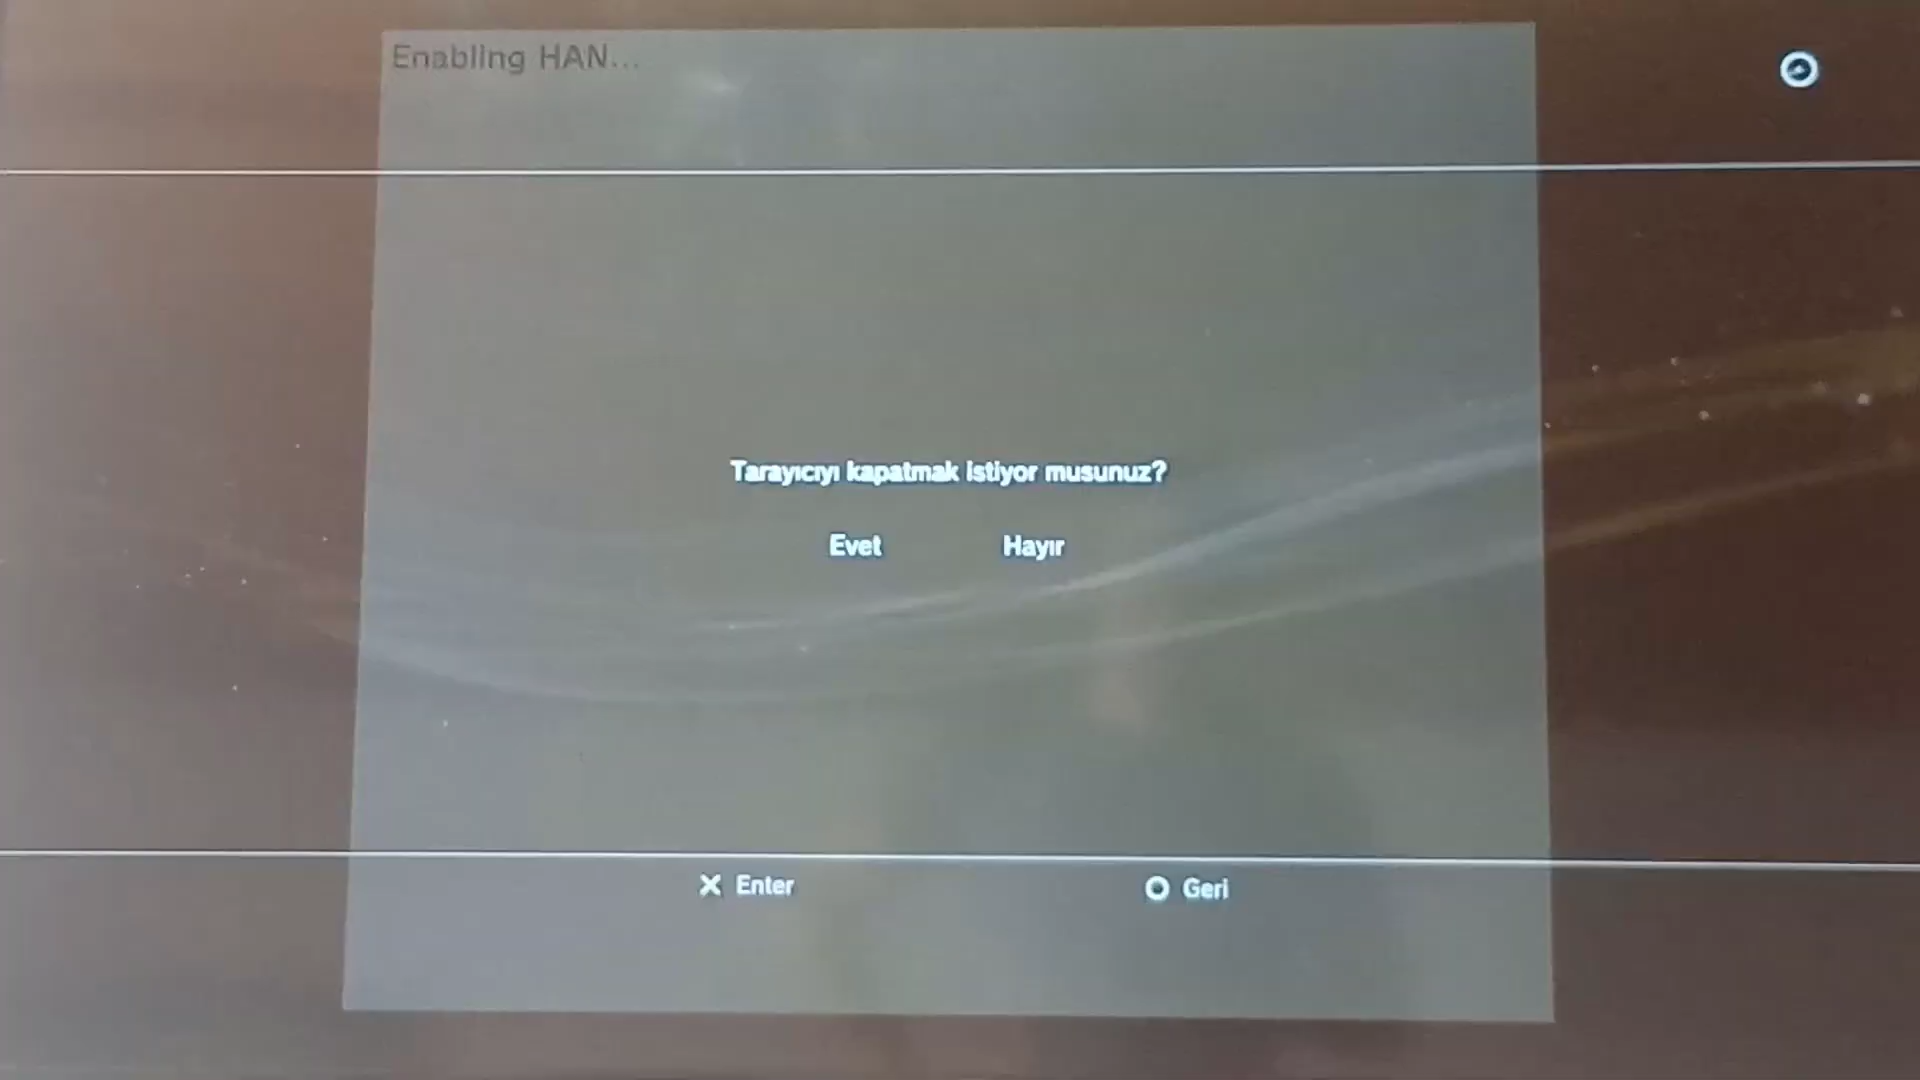 Enabling HAN...
Tarayıcıyı kapatmak istiyor musunuz?
Evet Hayır
Enter Geri